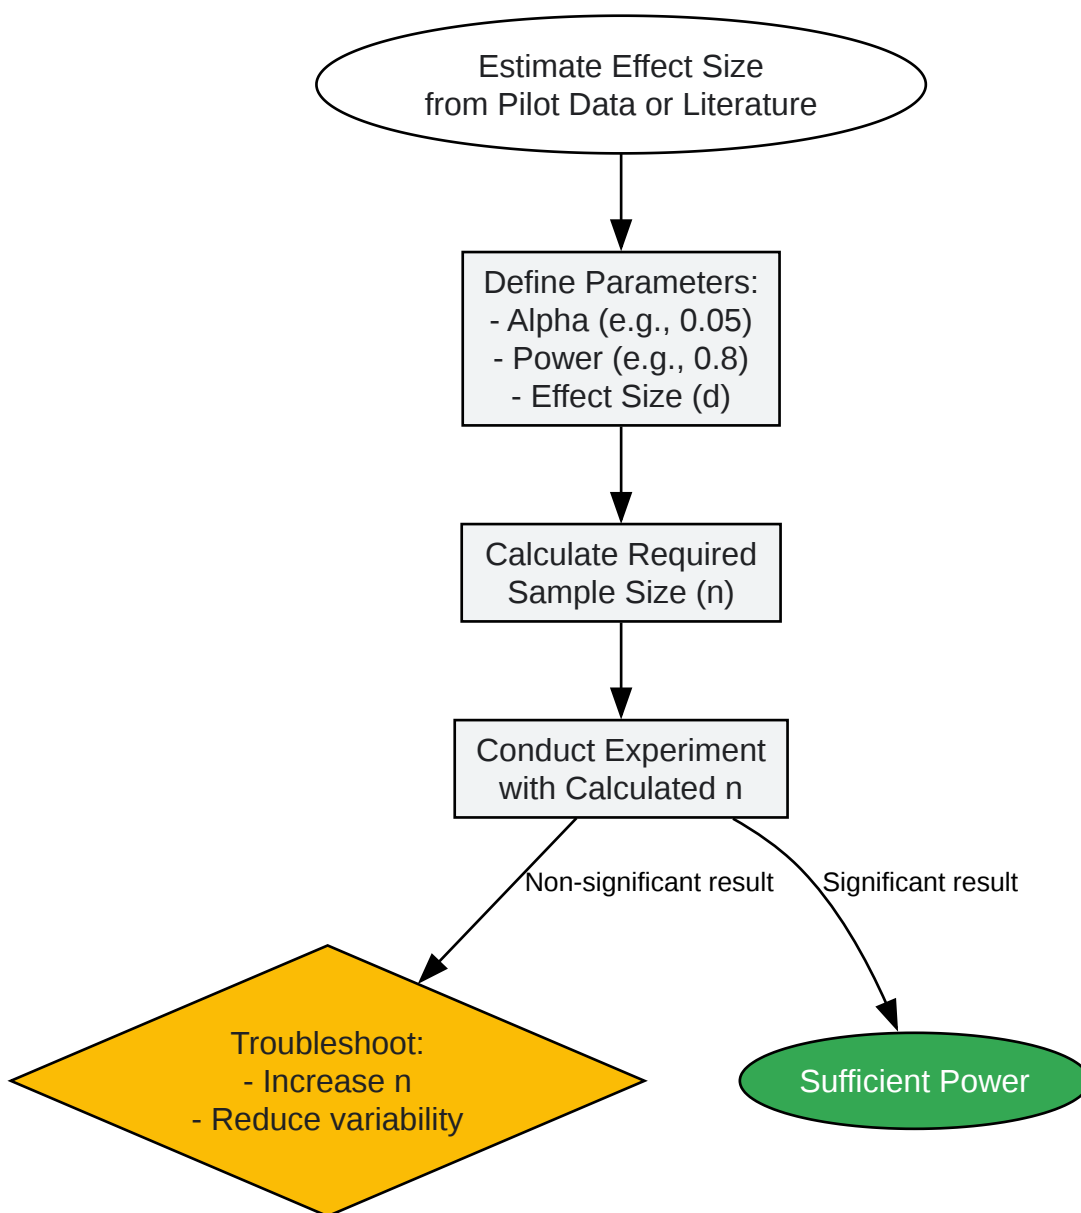 Estimate Effect Size
from Pilot Data or Literature
Define Parameters:
- Alpha (e.g., 0.05)
- Power (e.g., 0.8)
- Effect Size (d)
Calculate Required
Sample Size (n)
Conduct Experiment
with Calculated n
Non-significant result
Significant result
Troubleshoot:
- Increase n
- Reduce variability
Sufficient Power